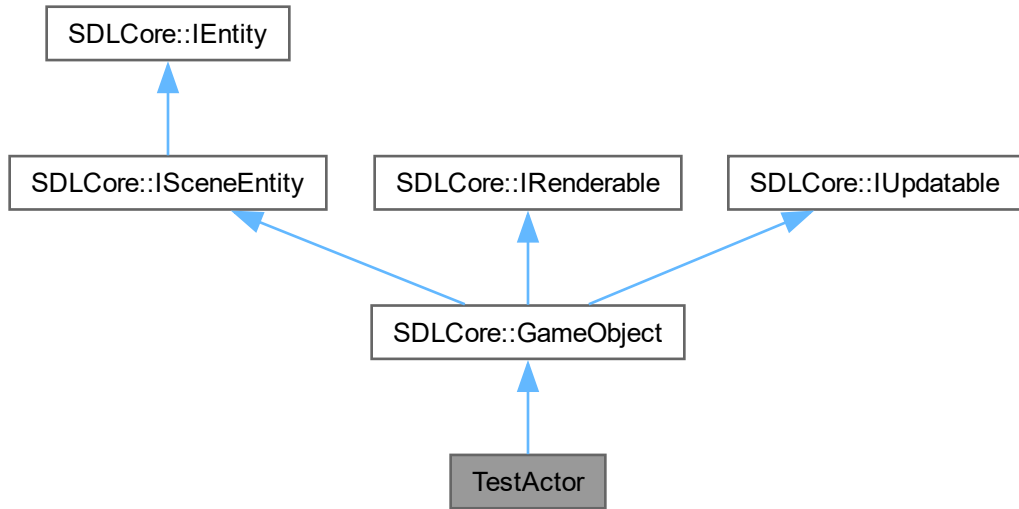 SDLCore::IEntity
SDLCore::ISceneEntity
SDLCore::IRenderable
SDLCore::IUpdatable
SDLCore::GameObject
TestActor